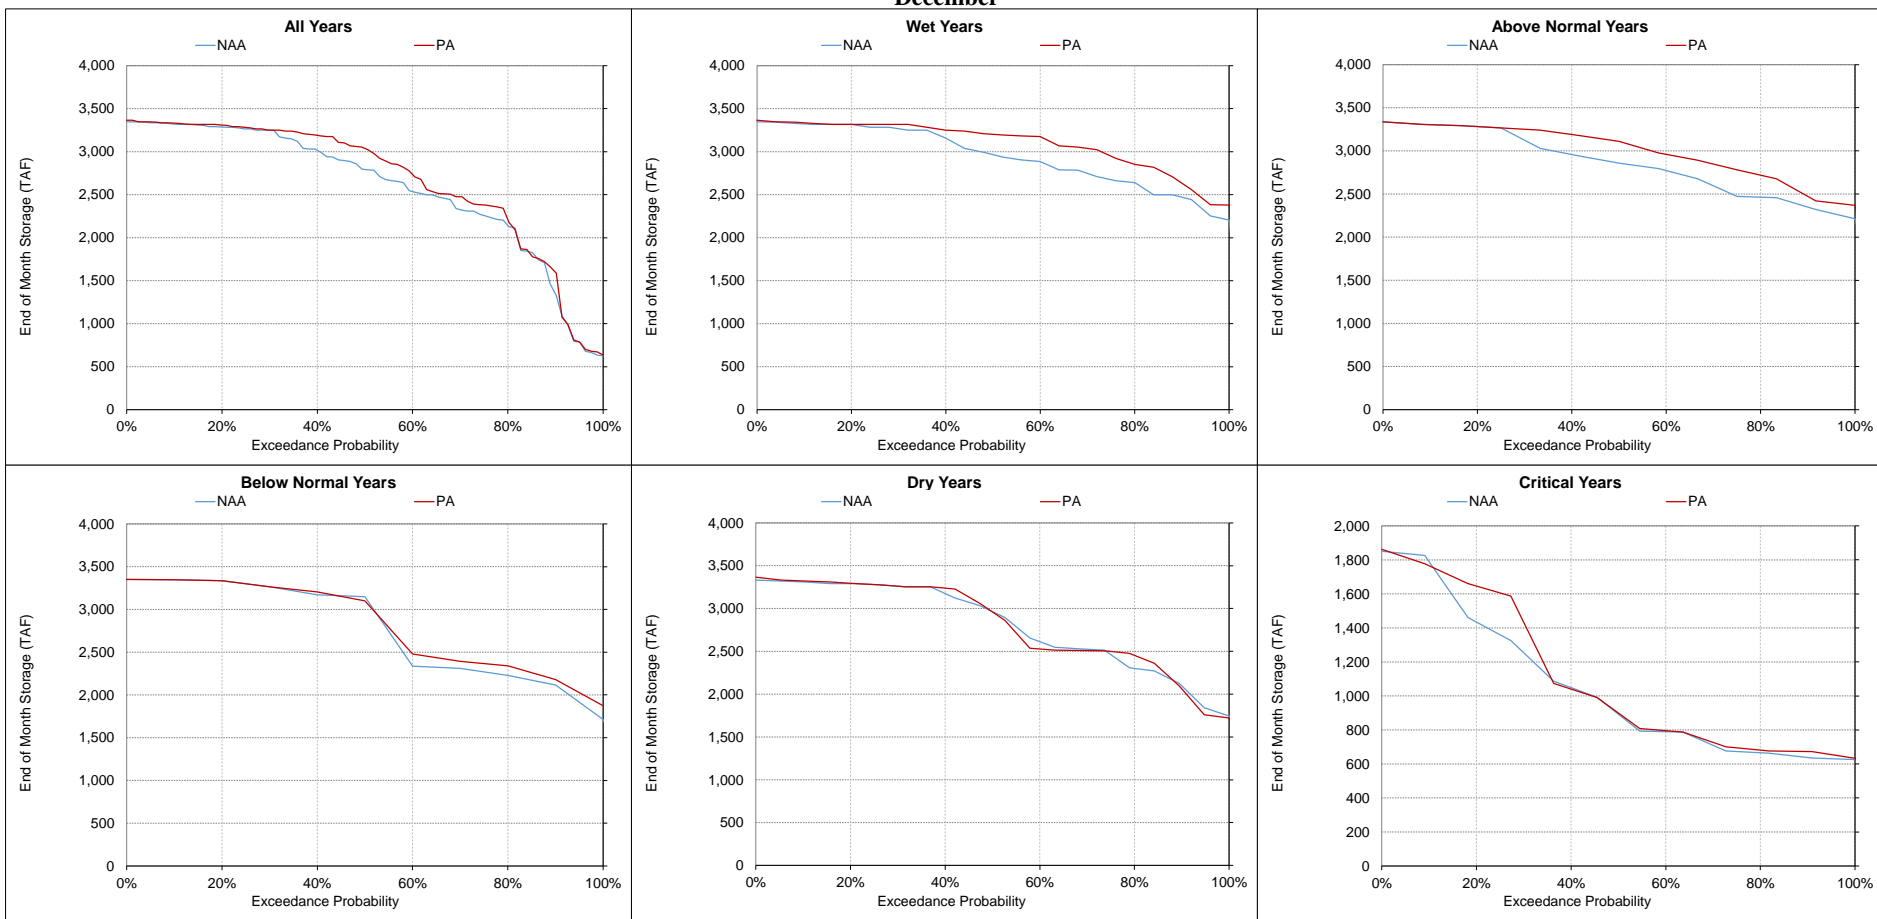 December
All Years
NAA PA
4,000
3,500
3,000
2,500
2,000
1,500
1,000
500
0
End of Month Storage (TAF)
0% 20% 40% 60% 80% 100%
Exceedance Probability
Wet Years
NAA PA
4,000
3,500
3,000
2,500
2,000
1,500
1,000
500
0
End of Month Storage (TAF)
0% 20% 40% 60% 80% 100%
Exceedance Probability
Above Normal Years
NAA PA
4,000
3,500
3,000
2,500
2,000
1,500
1,000
500
0
End of Month Storage (TAF)
0% 20% 40% 60% 80% 100%
Exceedance Probability
Below Normal Years
NAA PA
4,000
3,500
3,000
2,500
2,000
1,500
1,000
500
0
End of Month Storage (TAF)
0% 20% 40% 60% 80% 100%
Exceedance Probability
Dry Years
NAA PA
4,000
3,500
3,000
2,500
2,000
1,500
1,000
500
0
End of Month Storage (TAF)
0% 20% 40% 60% 80% 100%
Exceedance Probability
Critical Years
NAA PA
2,000
1,800
1,600
1,400
1,200
1,000
800
600
400
200
0
End of Month Storage (TAF)
0% 20% 40% 60% 80% 100%
Exceedance Probability